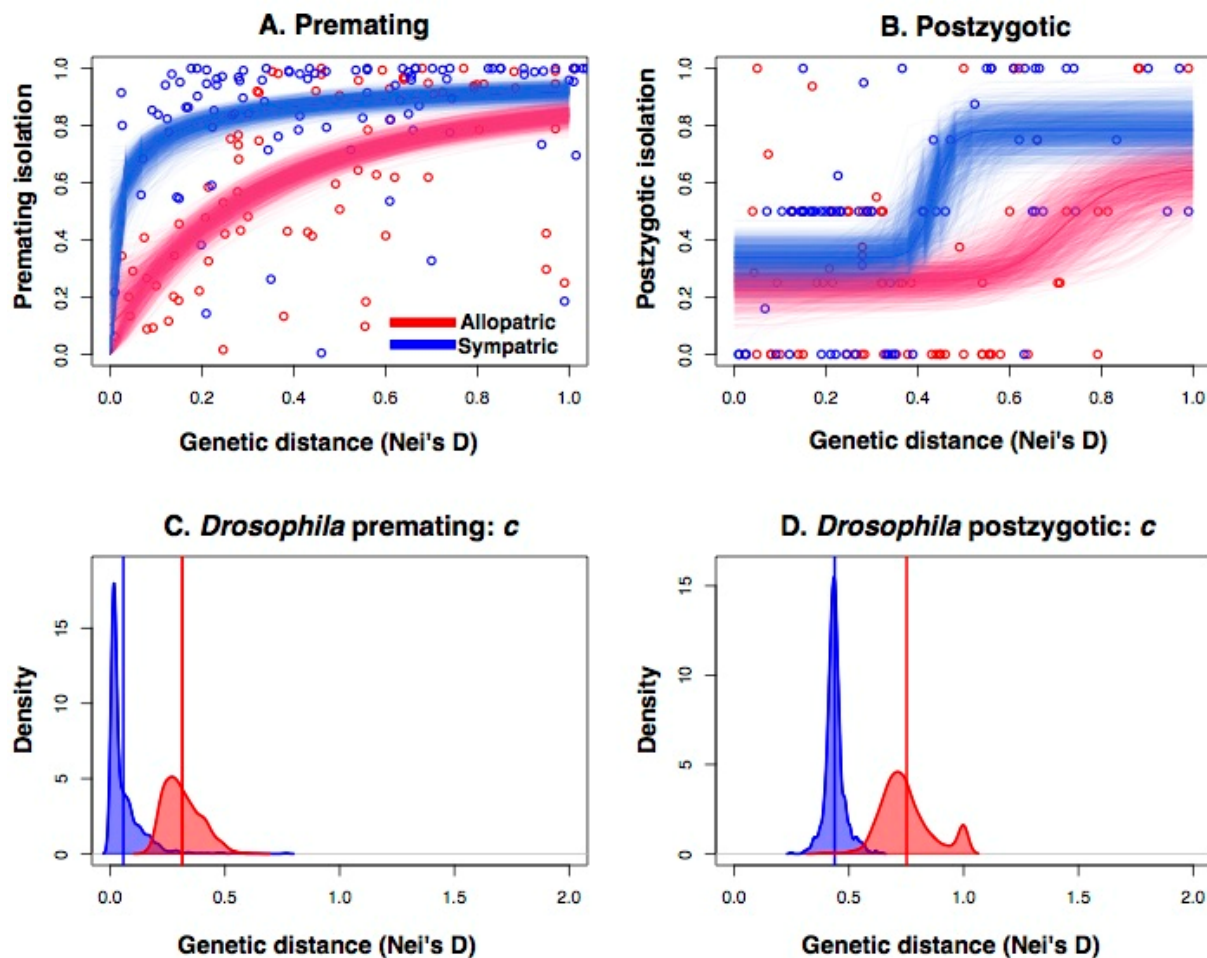 A. Premating
Premating isolation
1.0
0.8
0.6
0.4
0.2
0.0
Allopatric
Sympatric
0.0 0.2 0.4 0.6 0.8 1.0
Genetic distance (Nei's D)
B. Postzygotic
Postzygotic isolation
1.0
0.8
0.6
0.4
0.2
0.0
0.0 0.2 0.4 0.6 0.8 1.0
Genetic distance (Nei's D)
C. Drosophila premating: c
Density
15
10
5
0
0.0 0.5 1.0 1.5 2.0
Genetic distance (Nei's D)
D. Drosophila postzygotic: c
Density
15
10
5
0
0.0 0.5 1.0 1.5 2.0
Genetic distance (Nei's D)